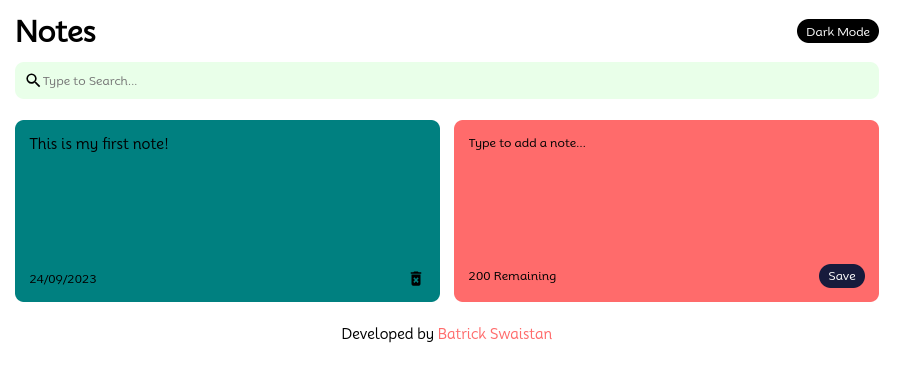 Notes
Dark Mode
Type to Search...
This is my first note!
24/09/2023
Type to add a note...
200 Remaining
Save
Developed by Batrick Swaistan